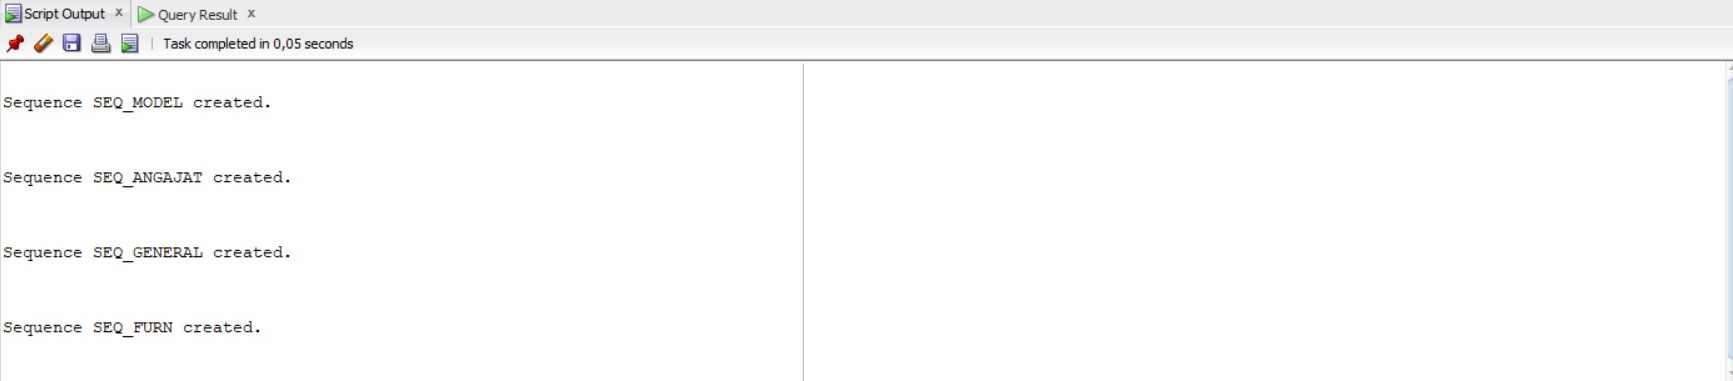 Script Output x Query Result x
Task completed in 0,05 seconds
Sequence SEQ_MODEL created.
Sequence SEQ_ANGAJAT created.
Sequence SEQ_GENERAL created.
Sequence SEQ_FURN created.